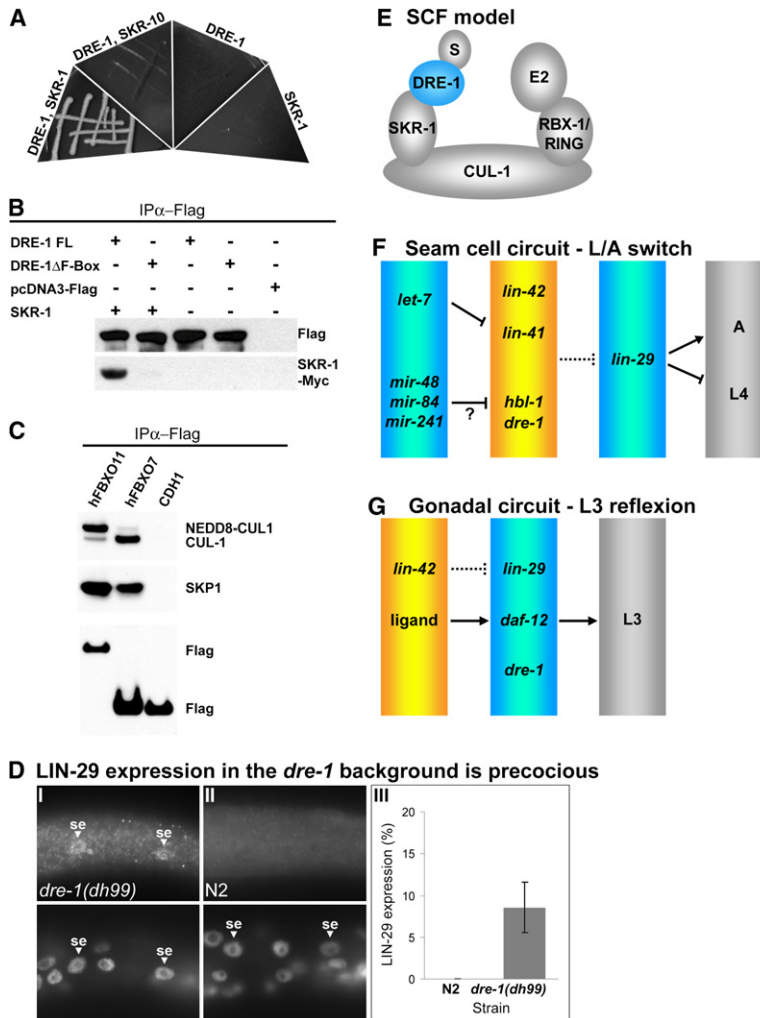 A
DRE-1, SKR-1
DRE-1, SKR-10
DRE-1
SKR-1
B
IPα–Flag
DRE-1 FL + - + - -
DRE-1ΔF-Box - + - + -
pcDNA3-Flag - - - - +
SKR-1 + + - - -
Flag
SKR-1
-Myc
C
IPα–Flag
hFBXO11
hFBXO7
CDH1
NEDD8-CUL1
CUL-1
SKP1
Flag
Flag
D LIN-29 expression in the dre-1 background is precocious
I
se
se
dre-1(dh99)
II
N2
se
se
se
se
III
LIN-29 expression (%)
20
15
10
5
0
N2 dre-1(dh99)
Strain
E SCF model
S
DRE-1
SKR-1
E2
RBX-1/
RING
CUL-1
F Seam cell circuit - L/A switch
let-7
mir-48
mir-84
mir-241
?
lin-42
lin-41
hbl-1
dre-1
lin-29
A
L4
G Gonadal circuit - L3 reflexion
lin-42
ligand
lin-29
daf-12
dre-1
L3